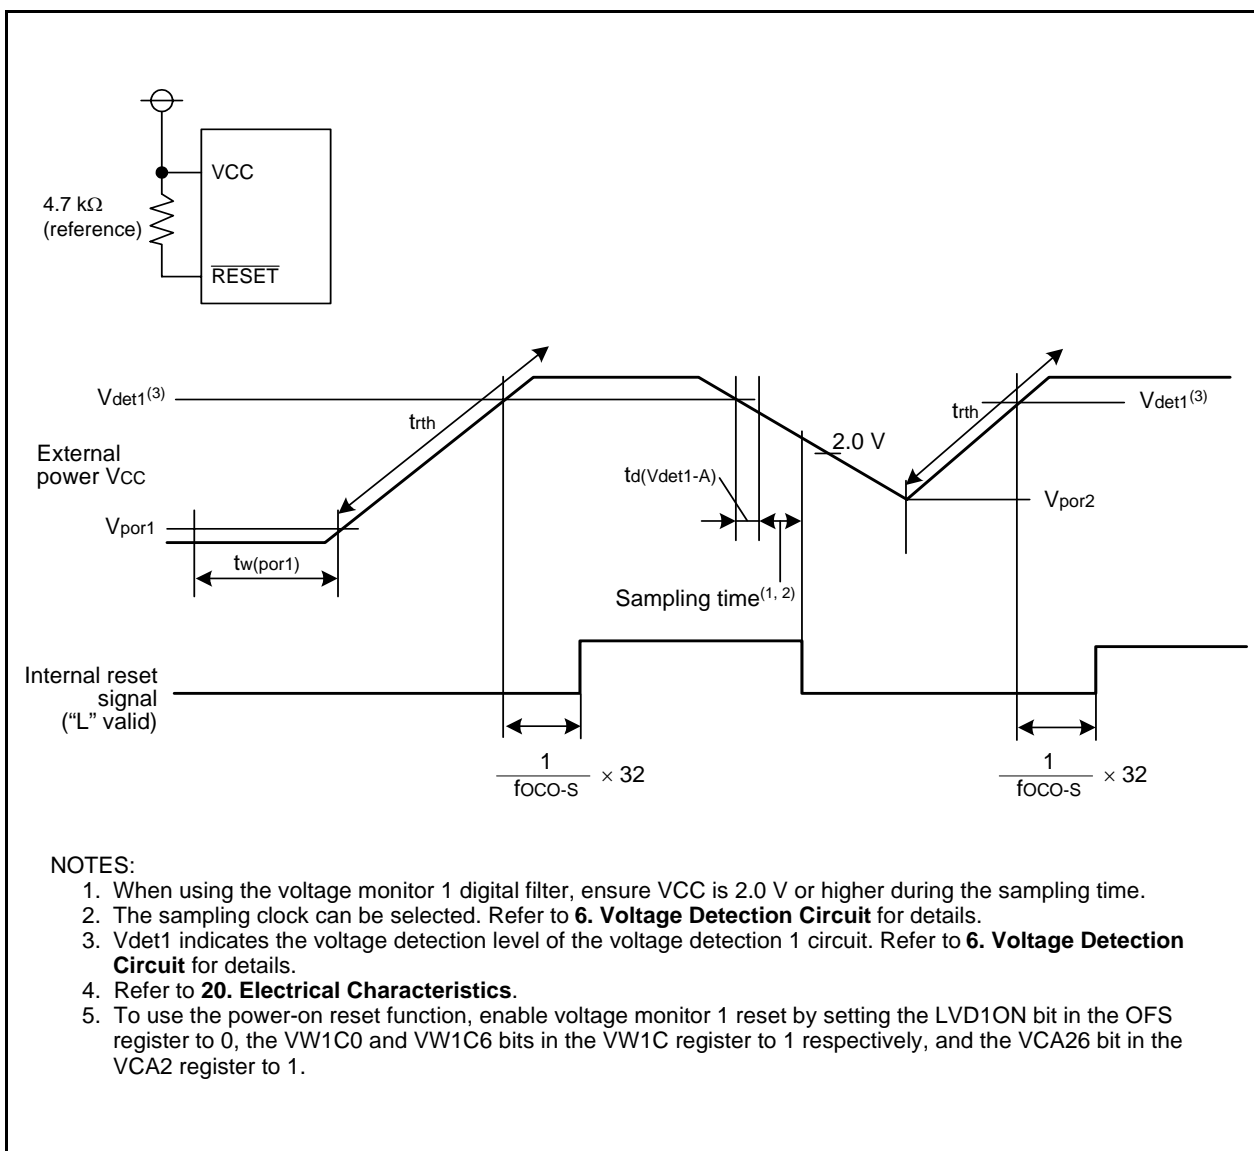 VCC
4.7 kΩ
(reference)
RESET
Vdet1(3)
trth
External
power VCC
Vpor1
tw(por1)
td(Vdet1-A)
2.0 V
trth
Vdet1(3)
Vpor2
Sampling time(1, 2)
Internal reset
signal
(“L” valid)
1
fOCO-S
× 32
1
fOCO-S
× 32
NOTES:
1. When using the voltage monitor 1 digital filter, ensure VCC is 2.0 V or higher during the sampling time.
2. The sampling clock can be selected. Refer to 6. Voltage Detection Circuit for details.
3. Vdet1 indicates the voltage detection level of the voltage detection 1 circuit. Refer to 6. Voltage Detection
Circuit for details.
4. Refer to 20. Electrical Characteristics.
5. To use the power-on reset function, enable voltage monitor 1 reset by setting the LVD1ON bit in the OFS
register to 0, the VW1C0 and VW1C6 bits in the VW1C register to 1 respectively, and the VCA26 bit in the
VCA2 register to 1.